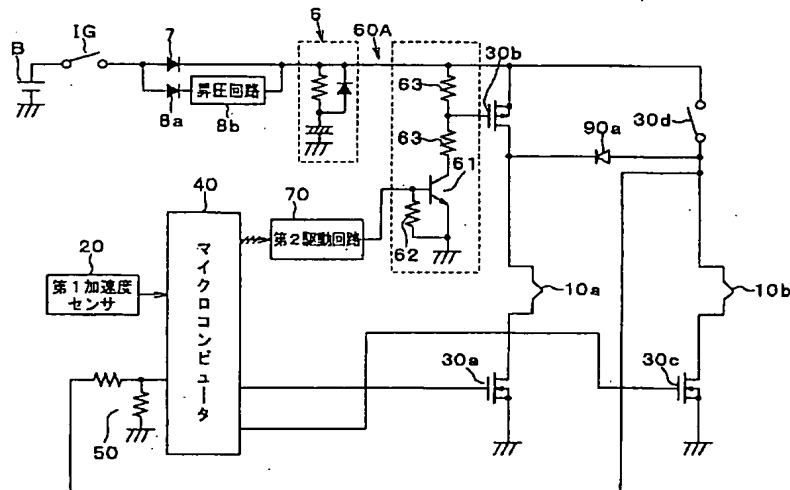 IG
B
7
8a
昇圧回路
8b
6
60A
63
30b
63
61
62
90a
30d
40
マイクロコンピュータ
70
第2駆動回路
20
第1加速度
センサ
50
10a
10b
30a
30c